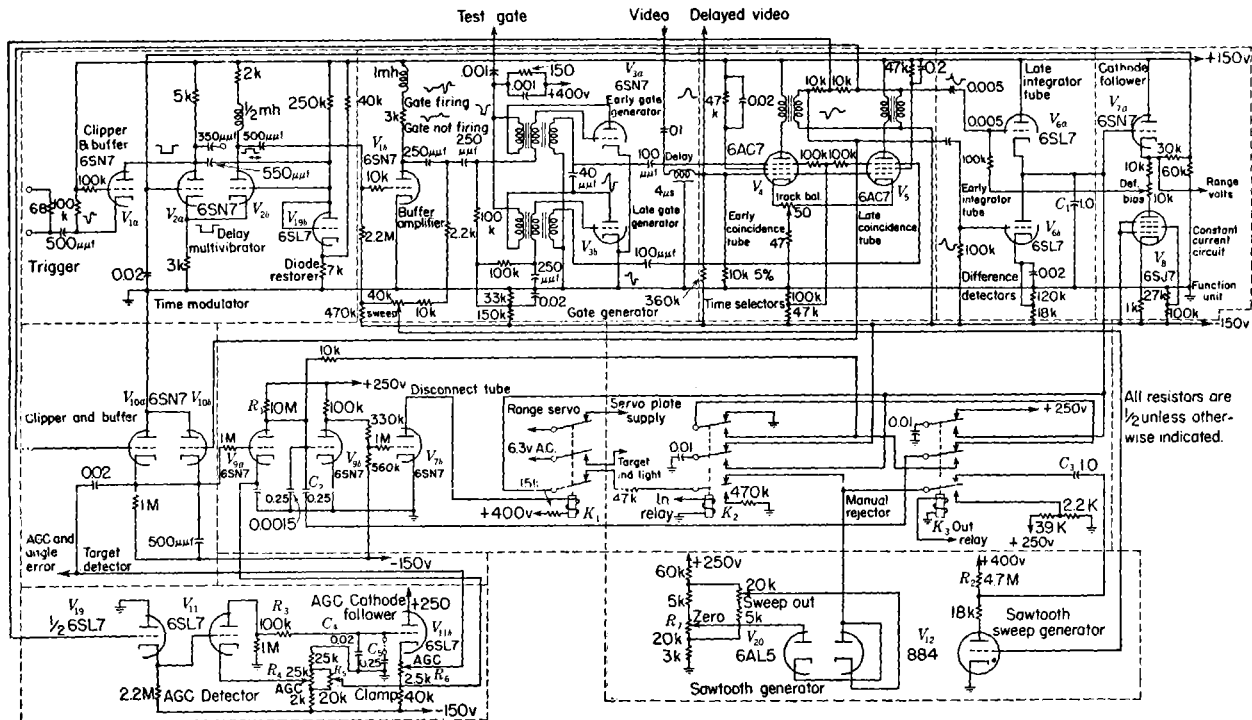 Test gate
Video
Delayed video
+150v
2k
1mh
.001
150
.001
+400v
V3a
6SN7
Early gate
generator
47k
0.02
10k
10k
47k
0.2
Late
integrator
tube
Cathode
follower
V7a
6SN7
5k
½mh
250k
40k
3k
Gate firing
Gate not firing
Clipper
& buffer
6SN7
350μμf
500μμf
V1b
6SN7
250μμf
250
μμf
.01
0.005
0.005
V6a
6SL7
550μμf
100k
10k
100
μμf
Delay
4μs
40
μμf
100k
100k
100k
30k
60k
10k
Def.
bias
10k
Range
volts
68
100
k
500μμf
V1a
V2a
6SN7
V2b
V19b
6SL7
Buffer
amplifier
2.2k
100
k
V3b
Late gate
generator
V4
6AC7
track bal.
50
V5
6AC7
Early
integrator
tube
C1
1.0
V6b
6SL7
Trigger
Delay
multivibrator
Diode
restorer
7k
3k
0.02
2.2M
100k
250
μμf
0.02
100μμf
Early
coincidence
tube
47
Late
coincidence
tube
100k
V8
6SJ7
Constant
current
circuit
Difference
detectors
.002
Function
unit
Time modulator
40k
sweep
470k
10k
33k
150k
Gate generator
360k
10k 5%
Time selectors
100k
47k
120k
18k
1k
27k
100k
-150v
10k
V10a
6SN7
V10b
Clipper and buffer
R1
10M
+250v
100k
Disconnect tube
330k
1M
V9a
6SN7
V9b
6SN7
1M
560k
V7b
6SN7
Range servo
6.3v A.C.
Servo plate
supply
Target
ind light
47k
+400v
K1
0.01
In
relay
K2
470k
0.01
+250v
C3
1.0
Manual
rejector
K3
Out
relay
2.2K
39K
+250v
All resistors are
½ unless other-
wise indicated.
.002
1M
500μμf
0.25
0.25
0.0015
AGC and
angle
error
Target
detector
-150v
V19
½ 6SL7
V11
6SL7
R3
100k
1M
AGC Cathode
follower
C4
0.02
C5
0.25
+250
V11b
6SL7
AGC
2.5k
R6
40k
R4
25k
25k
R5
AGC
2k
20k
Clamp
2.2M
AGC Detector
-150v
+250v
60k
5k
20k
3k
Zero
20k
Sweep out
5k
V20
6AL5
Sawtooth generator
+400v
R2
4.7M
18k
V12
884
Sawtooth
sweep generator